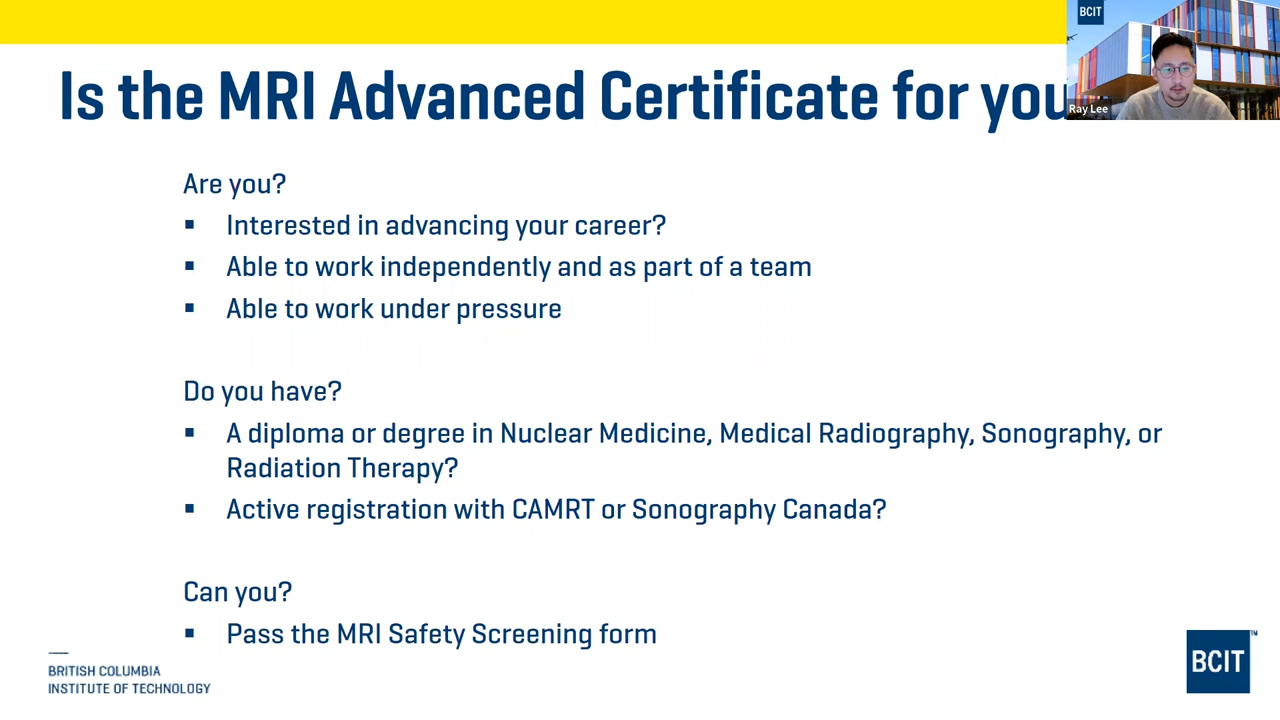 BCIT
Is the MRI Advanced Certificate for you
Ray Lee
Are you?
▪ Interested in advancing your career?
▪ Able to work independently and as part of a team
▪ Able to work under pressure
Do you have?
▪ A diploma or degree in Nuclear Medicine, Medical Radiography, Sonography, or
Radiation Therapy?
▪ Active registration with CAMRT or Sonography Canada?
Can you?
▪ Pass the MRI Safety Screening form
BRITISH COLUMBIA
INSTITUTE OF TECHNOLOGY
BCIT™